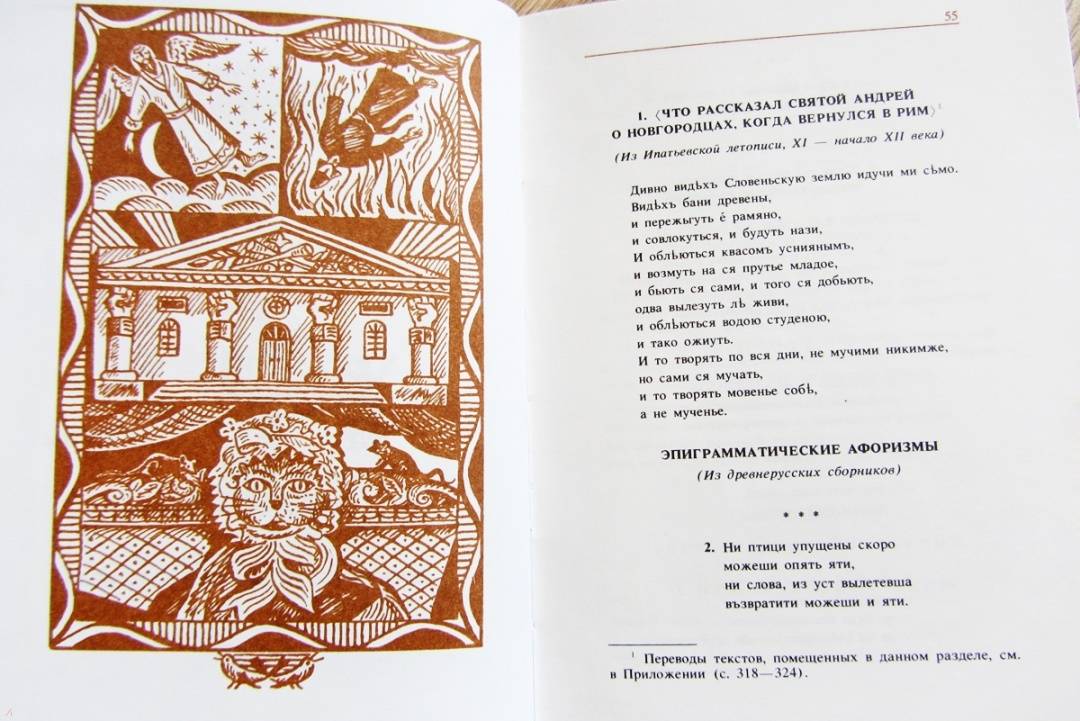 55
1. ⟨ЧТО РАССКАЗАЛ СВЯТОЙ АНДРЕЙ
О НОВГОРОДЦАХ, КОГДА ВЕРНУЛСЯ В РИМ⟩¹
(Из Ипатьевской летописи, XI — начало XII века)
Дивно видѣхъ Словеньскую землю идучи ми сѣмо.
Видѣхъ бани древены,
и пережьгуть é рамяно,
и совлокуться, и будуть нази,
И облѣються квасомъ усниянымъ,
и возмуть на ся прутье младое,
и бьють ся сами, и того ся добьють,
одва вылезуть лѣ живи,
и облѣються водою студеною,
и тако ожиуть.
И то творять по вся дни, не мучими никимже,
но сами ся мучать,
и то творять мовенье собѣ,
а не мученье.
ЭПИГРАММАТИЧЕСКИЕ АФОРИЗМЫ
(Из древнерусских сборников)
* * *
2. Ни птици упущены скоро
можеши опять яти,
ни слова, из уст вылетевша
възвратити можеши и яти.
¹ Переводы текстов, помещенных в данном разделе, см.
в Приложении (с. 318—324).